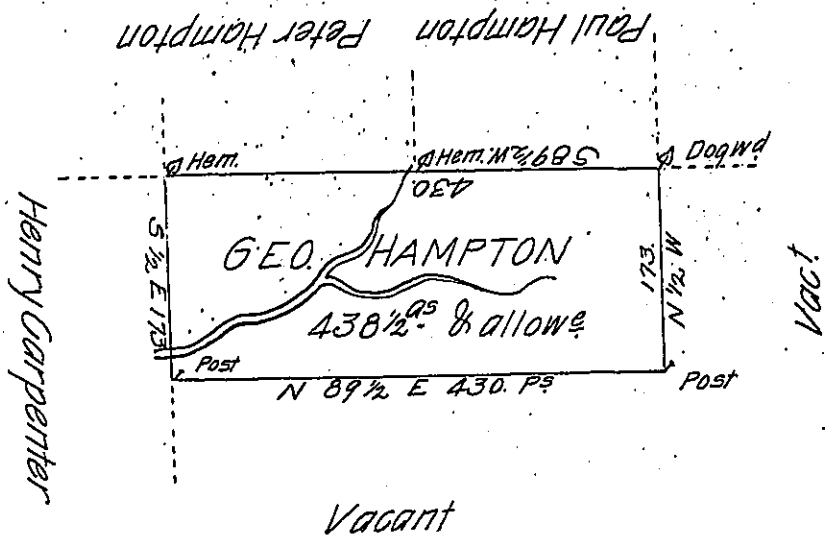 Peter Hampton
Paul Hampton
Hem.
Hem.
S 89½ W.
430.
Dogwd
Henry Carpenter
S ½ E 173.
GEO. HAMPTON
438½ as & allowe
173.
N ½ W
Vact
Post
N 89½ E 430. Ps
Post
Vacant